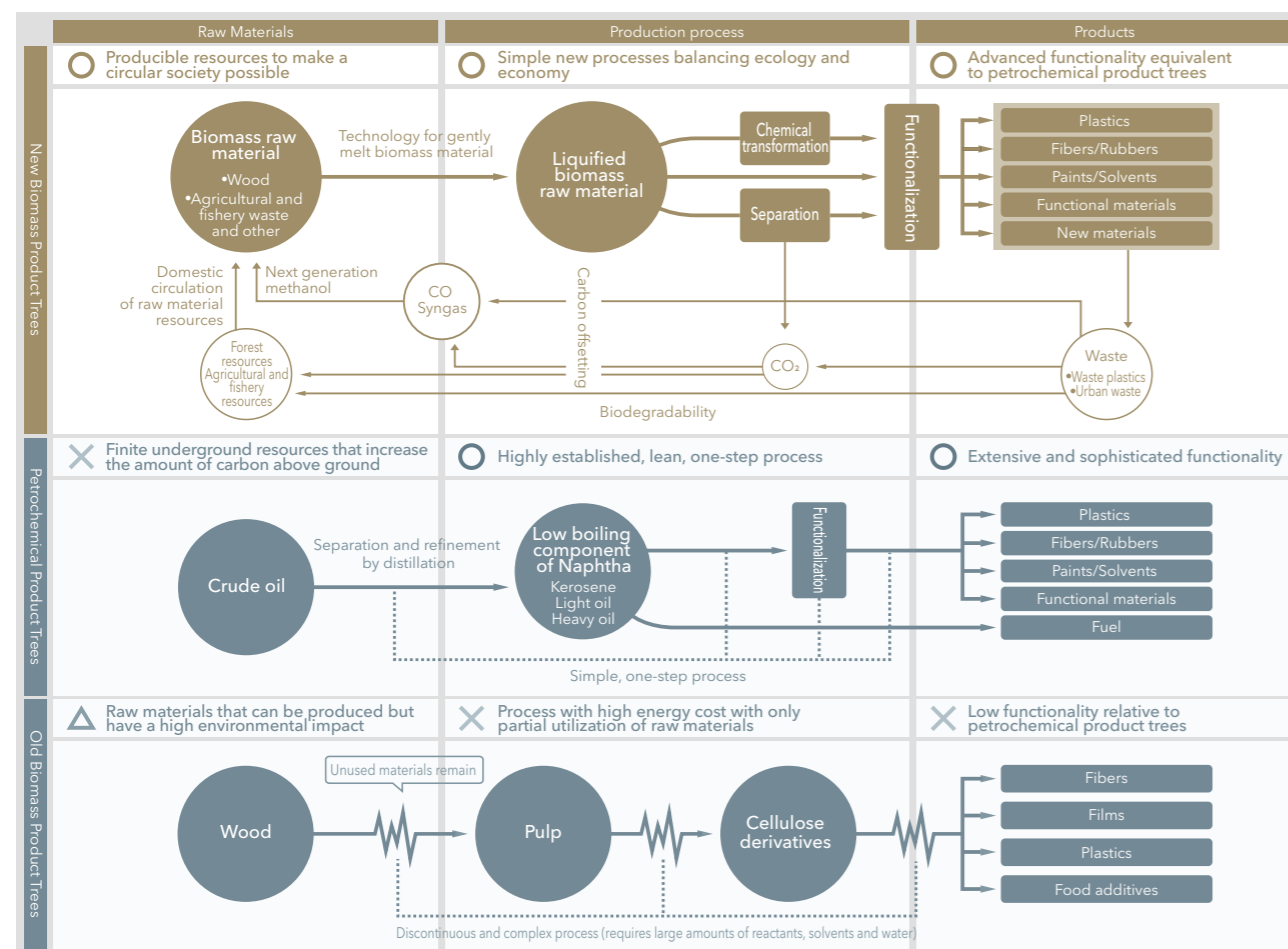 Raw Materials
Production process
Products
New Biomass Product Trees
Producible resources to make a
circular society possible
Simple new processes balancing ecology and
economy
Advanced functionality equivalent
to petrochemical product trees
Biomass raw
material
•Wood
•Agricultural and
fishery waste
and other
Technology for gently
melt biomass material
Liquified
biomass
raw material
Chemical
transformation
Separation
Functionalization
Plastics
Fibers/Rubbers
Paints/Solvents
Functional materials
New materials
Domestic
circulation
of raw material
resources
Next generation
methanol
CO
Syngas
Carbon offsetting
CO₂
Forest
resources
Agricultural and
fishery
resources
Waste
•Waste plastics
•Urban waste
Biodegradability
Petrochemical Product Trees
Finite underground resources that increase
the amount of carbon above ground
Highly established, lean, one-step process
Extensive and sophisticated functionality
Crude oil
Separation and refinement
by distillation
Low boiling
component
of Naphtha
Kerosene
Light oil
Heavy oil
Functionalization
Plastics
Fibers/Rubbers
Paints/Solvents
Functional materials
Fuel
Simple, one-step process
Old Biomass Product Trees
Raw materials that can be produced but
have a high environmental impact
Process with high energy cost with only
partial utilization of raw materials
Low functionality relative to
petrochemical product trees
Unused materials remain
Wood
Pulp
Cellulose
derivatives
Fibers
Films
Plastics
Food additives
Discontinuous and complex process (requires large amounts of reactants, solvents and water)